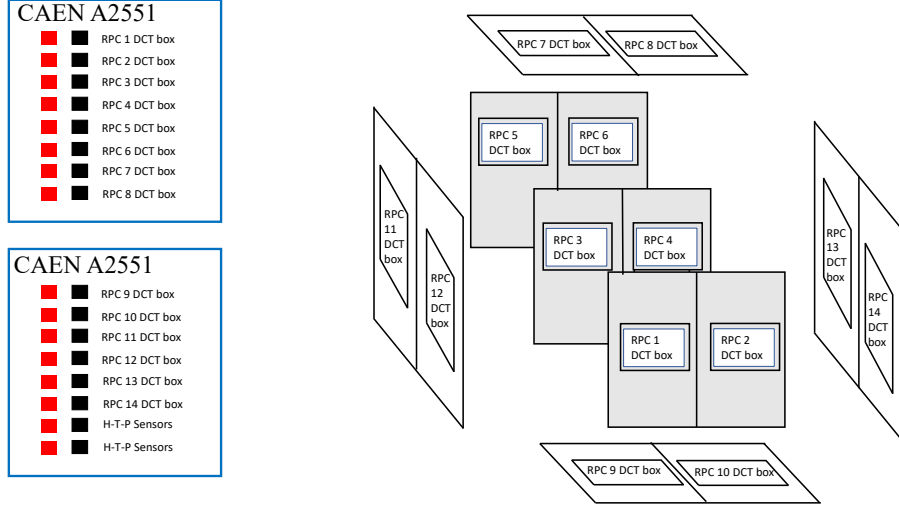 CAEN A2551
RPC 1 DCT box
RPC 2 DCT box
RPC 3 DCT box
RPC 4 DCT box
RPC 5 DCT box
RPC 6 DCT box
RPC 7 DCT box
RPC 8 DCT box
CAEN A2551
RPC 9 DCT box
RPC 10 DCT box
RPC 11 DCT box
RPC 12 DCT box
RPC 13 DCT box
RPC 14 DCT box
H-T-P Sensors
H-T-P Sensors
RPC 7 DCT box
RPC 8 DCT box
RPC 5
DCT box
RPC 6
DCT box
RPC
11
DCT
box
RPC
12
DCT
box
RPC 3
DCT box
RPC 4
DCT box
RPC
13
DCT
box
RPC
14
DCT
box
RPC 1
DCT box
RPC 2
DCT box
RPC 9 DCT box
RPC 10 DCT box